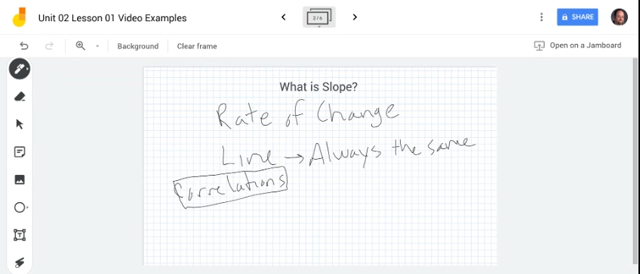 Unit 02 Lesson 01 Video Examples
2/6
SHARE
Background
Clear frame
Open on a Jamboard
What is Slope?
Rate of Change
Line → Always the same
Correlations